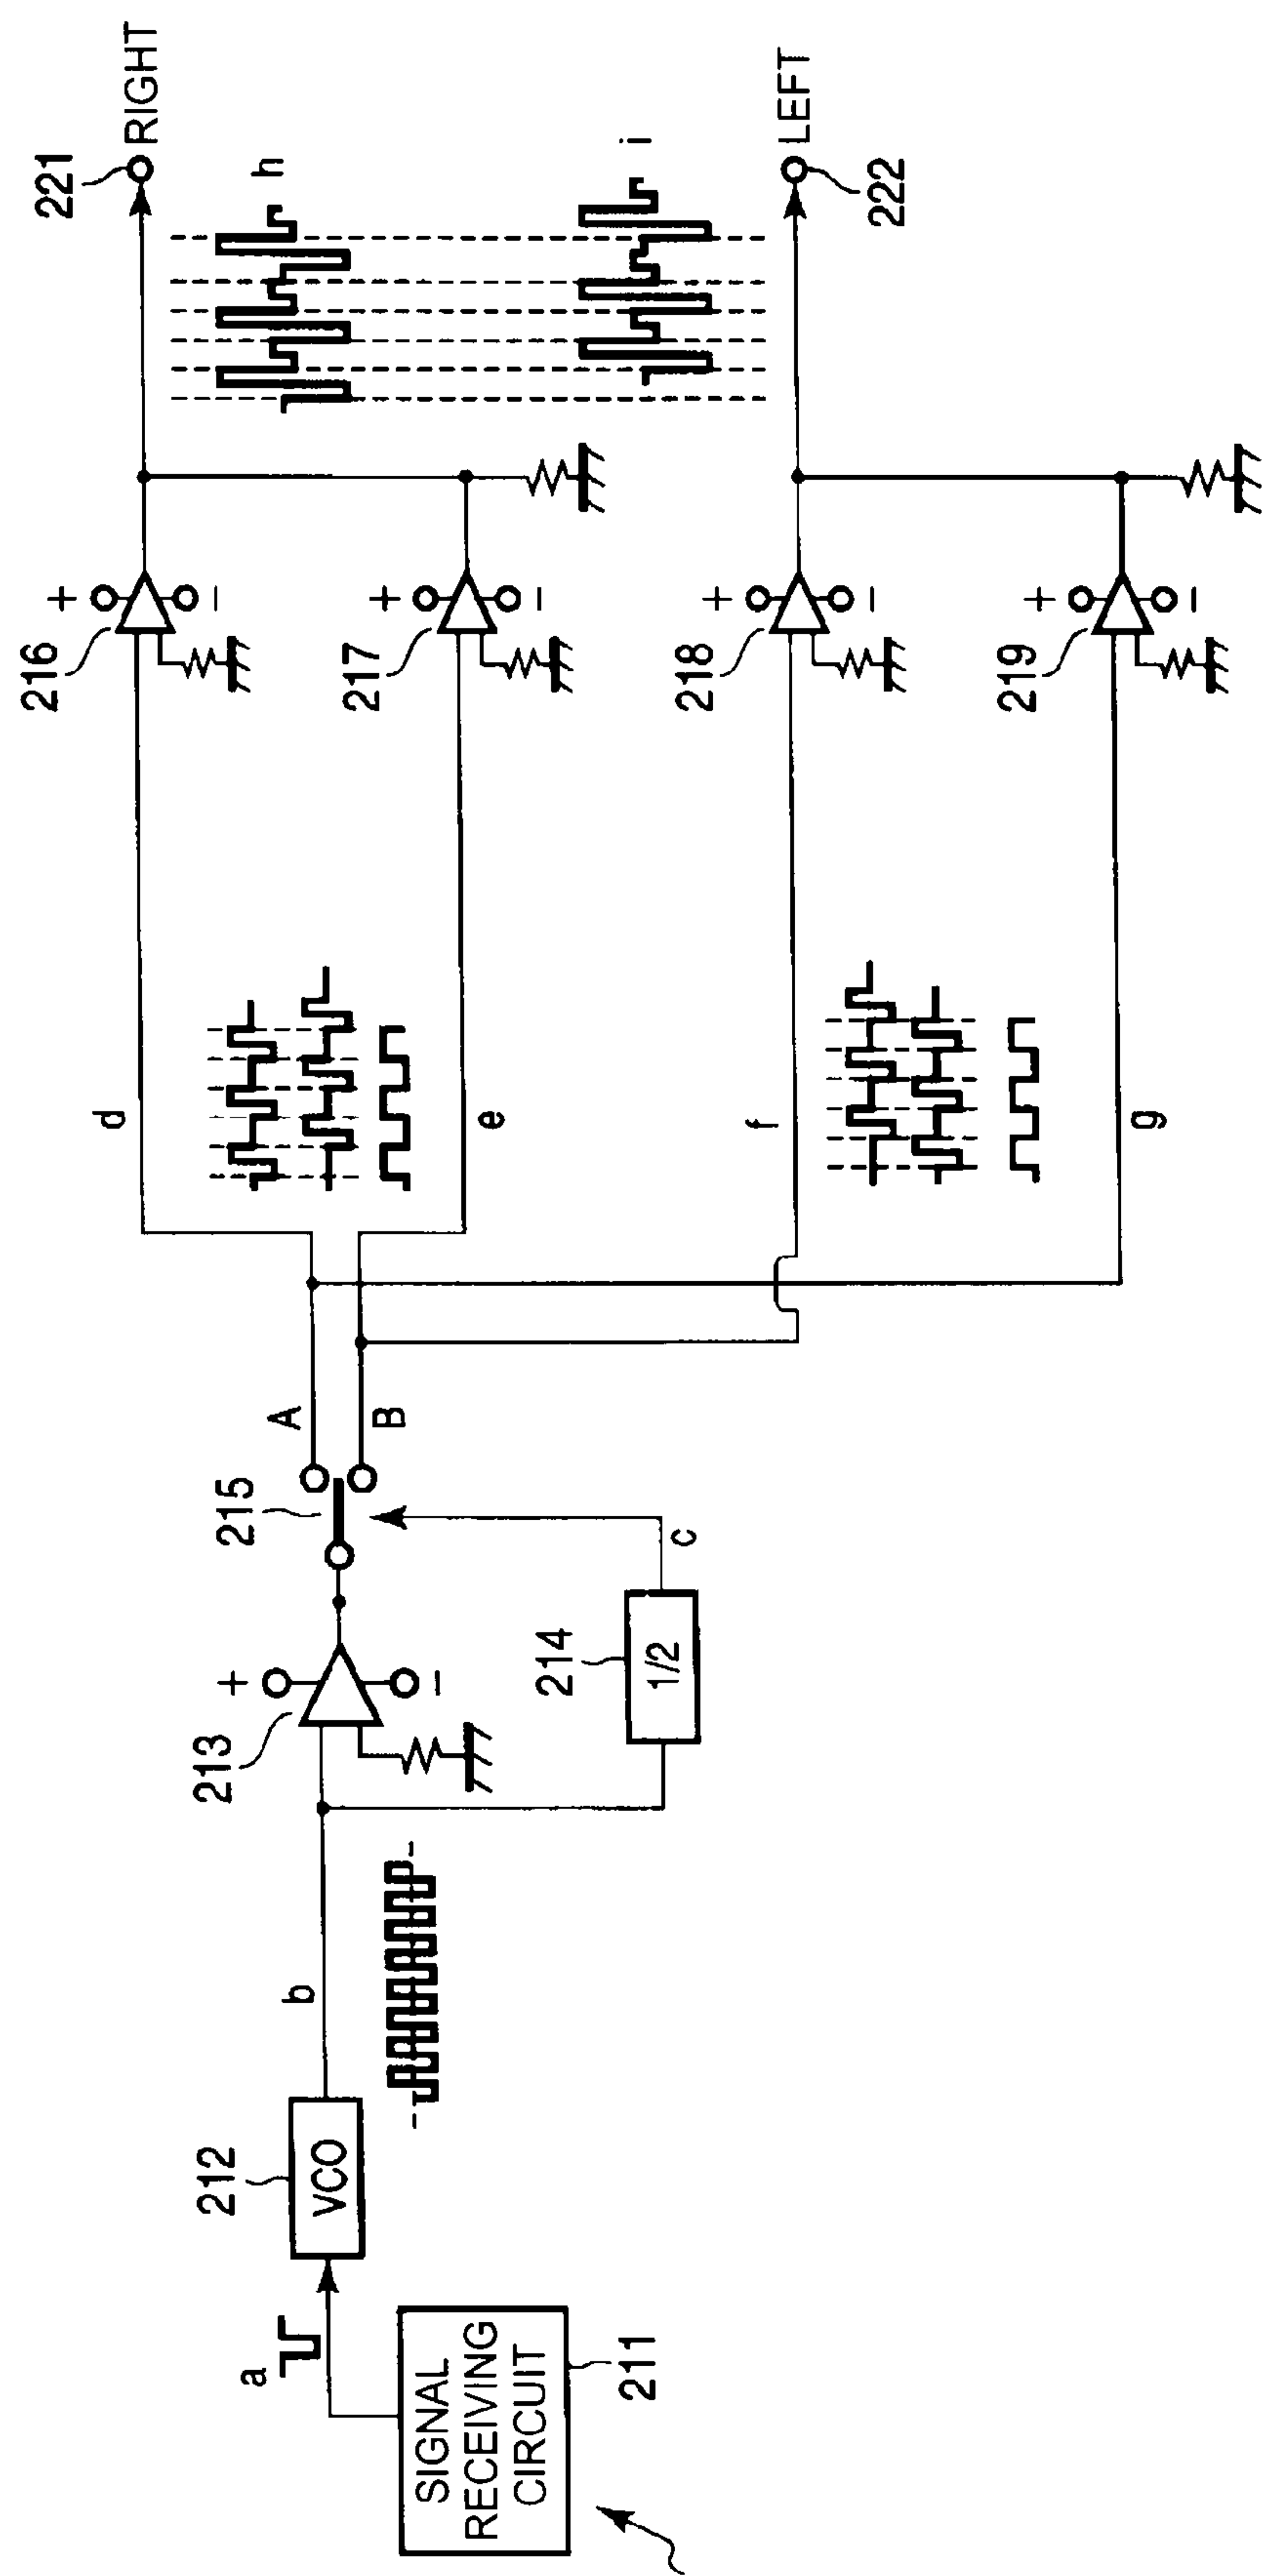 SIGNAL
RECEIVING
CIRCUIT
211
a
VCO
212
b
213
+
−
1/2
214
c
215
A
B
d
e
f
g
216
+
−
217
+
−
218
+
−
219
+
−
h
i
221
RIGHT
222
LEFT